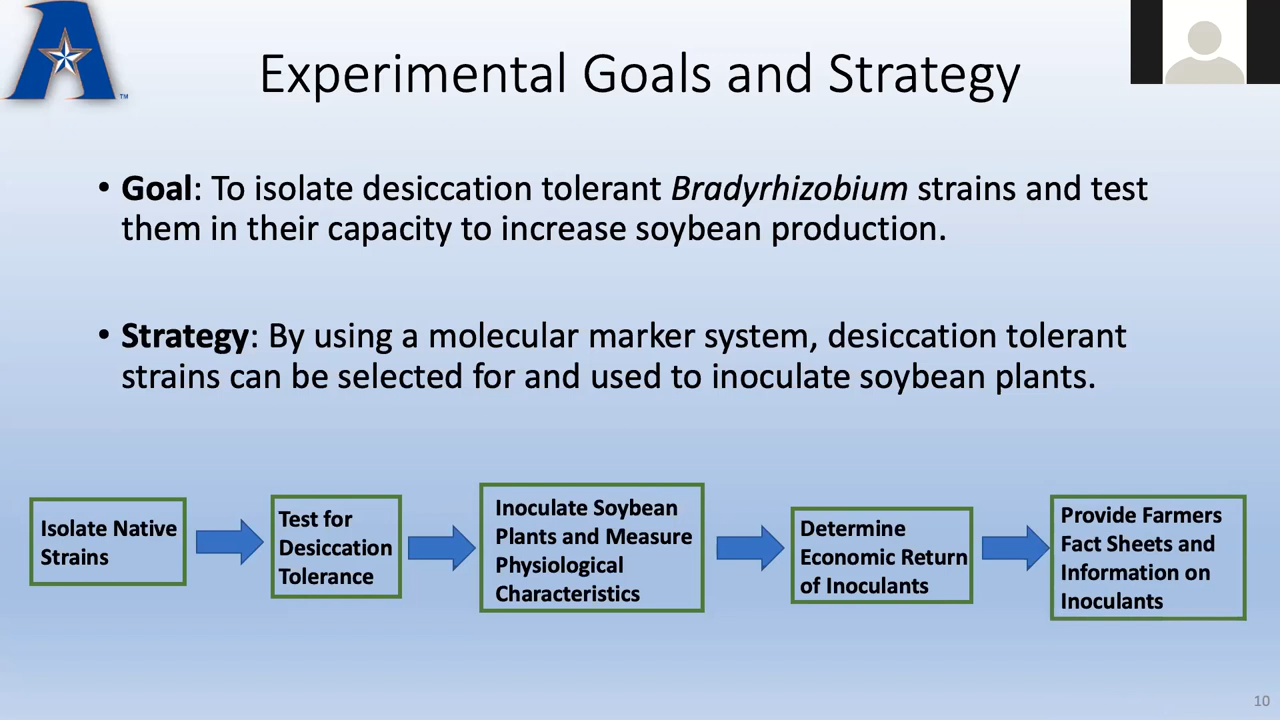 Experimental Goals and Strategy
• Goal: To isolate desiccation tolerant Bradyrhizobium strains and test
them in their capacity to increase soybean production.
• Strategy: By using a molecular marker system, desiccation tolerant
strains can be selected for and used to inoculate soybean plants.
Isolate Native
Strains
Test for
Desiccation
Tolerance
Inoculate Soybean
Plants and Measure
Physiological
Characteristics
Determine
Economic Return
of Inoculants
Provide Farmers
Fact Sheets and
Information on
Inoculants
A
TM
10